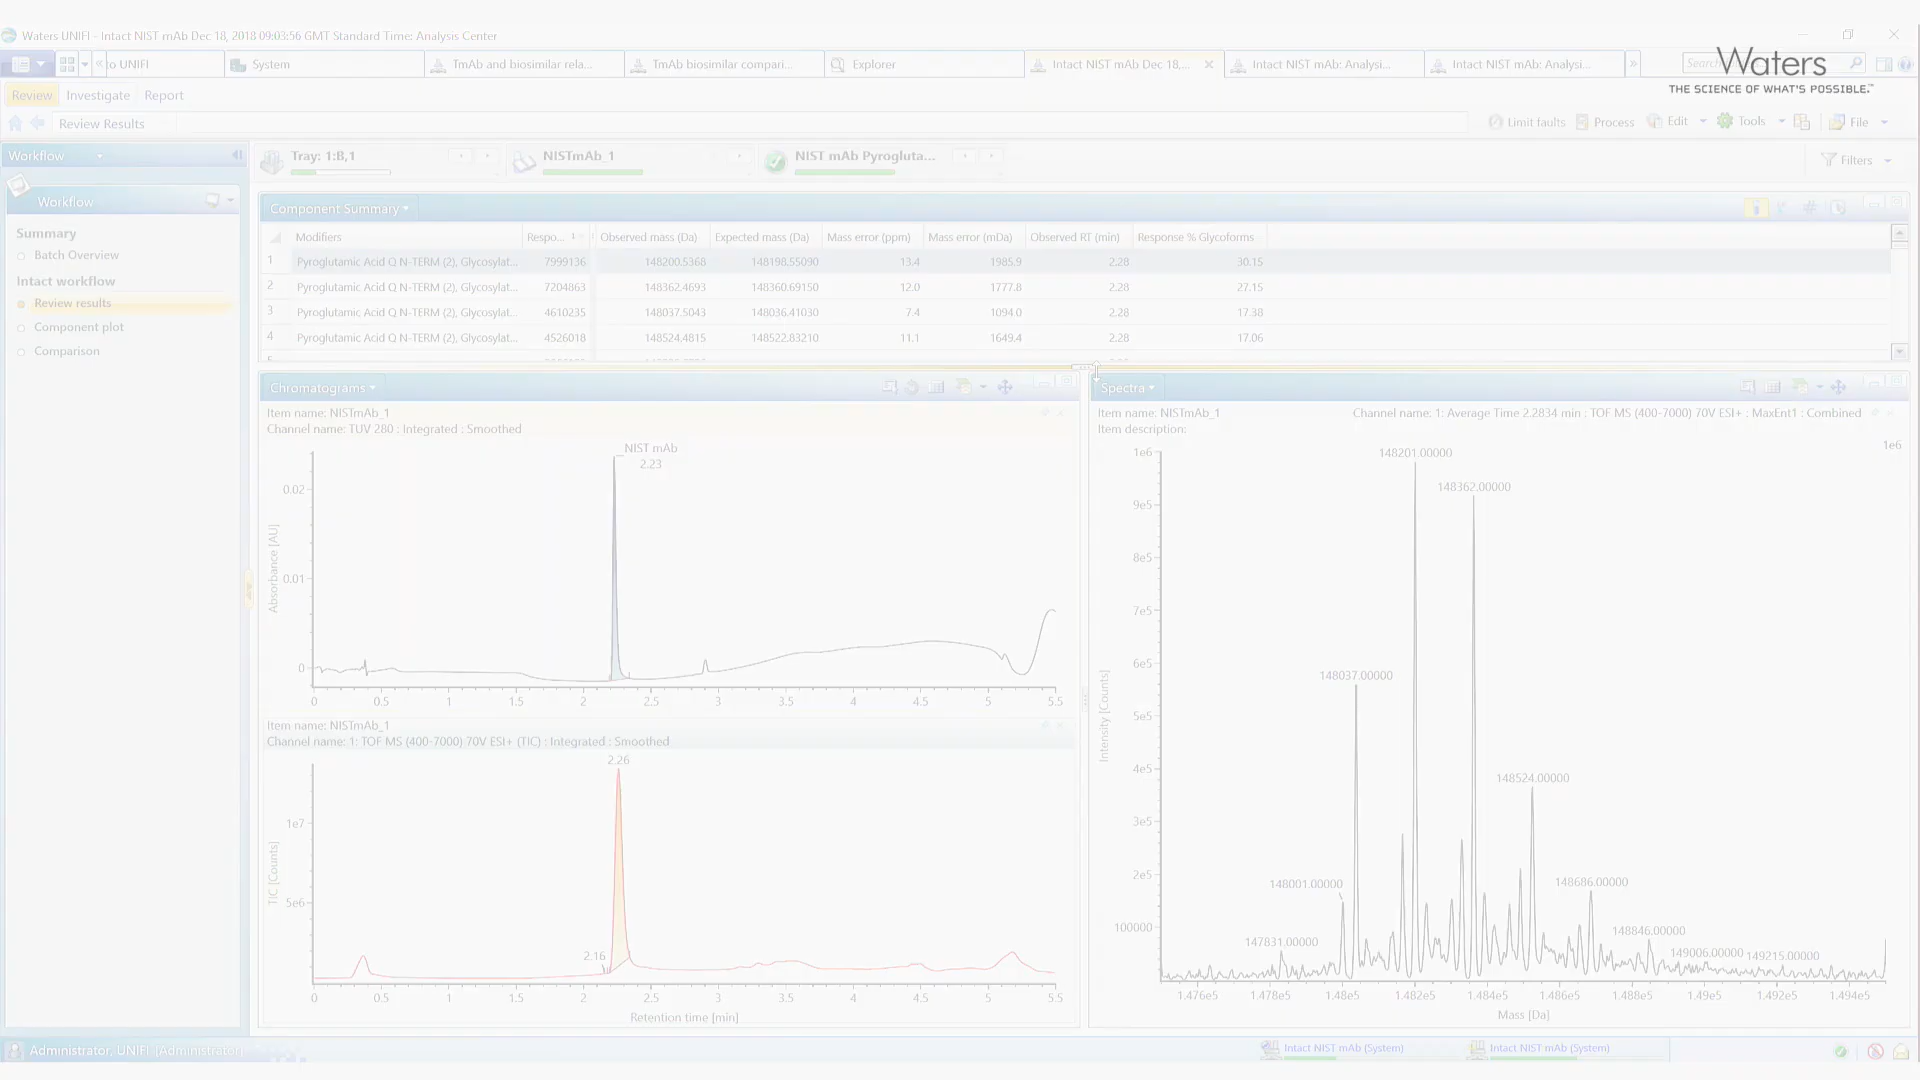 Waters UNIFI - Intact NIST mAb Dec 18, 2018 09:03:56 GMT Standard Time: Analysis Center
o UNIFI
System
TmAb and biosimilar rela...
TmAb biosimilar compari...
Explorer
Intact NIST mAb Dec 18,...
Intact NIST mAb: Analysi...
Intact NIST mAb: Analysi...
Waters
THE SCIENCE OF WHAT'S POSSIBLE.™
Review Investigate Report
Review Results
Limit faults Process Edit Tools File
Workflow
Tray: 1:B,1
NISTmAb_1
NIST mAb Pyrogluta...
Filters
Workflow
Summary
Batch Overview
Intact workflow
Review results
Component plot
Comparison
Component Summary
Modifiers Respo... Observed mass (Da) Expected mass (Da) Mass error (ppm) Mass error (mDa) Observed RT (min) Response % Glycoforms
1 Pyroglutamic Acid Q N-TERM (2), Glycosylat... 7999136 148200.5368 148198.55090 13.4 1985.9 2.28 30.15
2 Pyroglutamic Acid Q N-TERM (2), Glycosylat... 7204863 148362.4693 148360.69150 12.0 1777.8 2.28 27.15
3 Pyroglutamic Acid Q N-TERM (2), Glycosylat... 4610235 148037.5043 148036.41030 7.4 1094.0 2.28 17.38
4 Pyroglutamic Acid Q N-TERM (2), Glycosylat... 4526018 148524.4815 148522.83210 11.1 1649.4 2.28 17.06
Chromatograms
Item name: NISTmAb_1
Channel name: TUV 280 : Integrated : Smoothed
NIST mAb
2.23
0.02
0.01
0
Absorbance [AU]
0 0.5 1 1.5 2 2.5 3 3.5 4 4.5 5 5.5
Item name: NISTmAb_1
Channel name: 1: TOF MS (400-7000) 70V ESI+ (TIC) : Integrated : Smoothed
2.26
1e7
5e6
TIC [Counts]
2.16
0 0.5 1 1.5 2 2.5 3 3.5 4 4.5 5 5.5
Retention time [min]
Spectra
Item name: NISTmAb_1
Channel name: 1: Average Time 2.2834 min : TOF MS (400-7000) 70V ESI+ : MaxEnt1 : Combined
Item description:
1e6
1e6
148201.00000
148362.00000
9e5
8e5
7e5
6e5
148037.00000
5e5
Intensity [Counts]
4e5
148524.00000
3e5
2e5
148001.00000
148686.00000
100000
147831.00000
148846.00000
149006.00000
149215.00000
1.476e5 1.478e5 1.48e5 1.482e5 1.484e5 1.486e5 1.488e5 1.49e5 1.492e5 1.494e5
Mass [Da]
Administrator, UNIFI (Administrator)
Intact NIST mAb (System)
Intact NIST mAb (System)